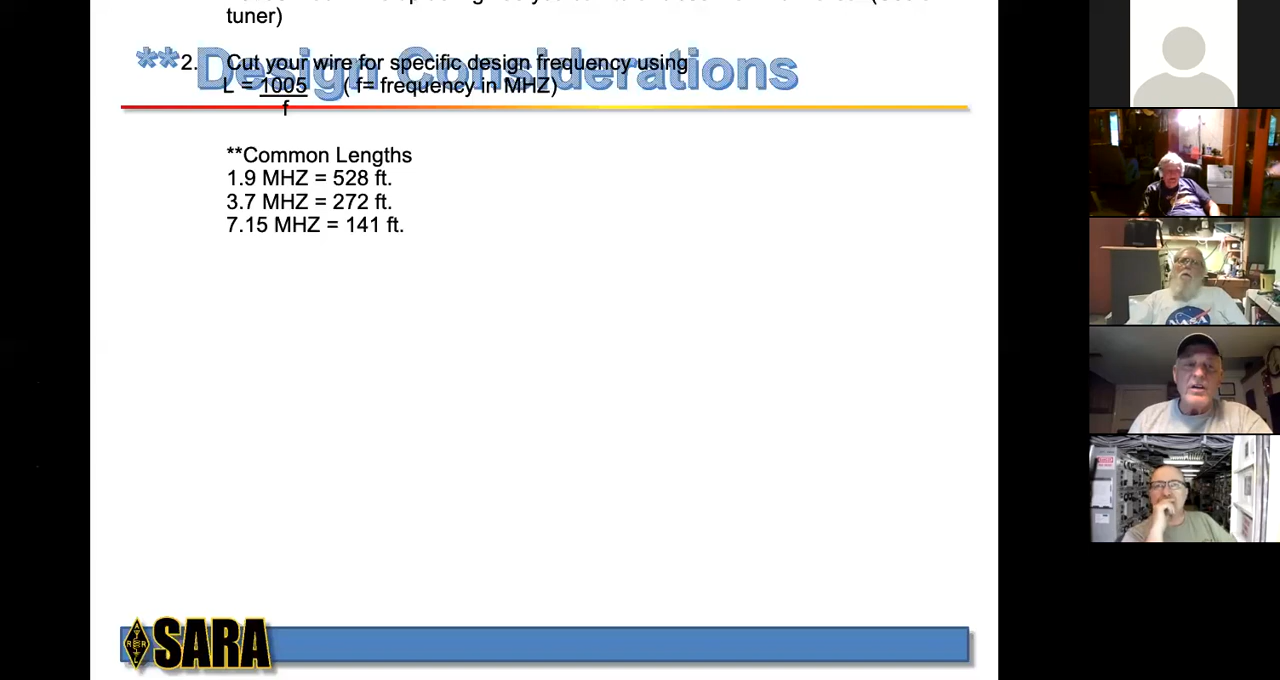 tuner)
** Design Considerations
2. Cut your wire for specific design frequency using
L = 1005 ( f= frequency in MHZ)
f
**Common Lengths
1.9 MHZ = 528 ft.
3.7 MHZ = 272 ft.
7.15 MHZ = 141 ft.
SARA